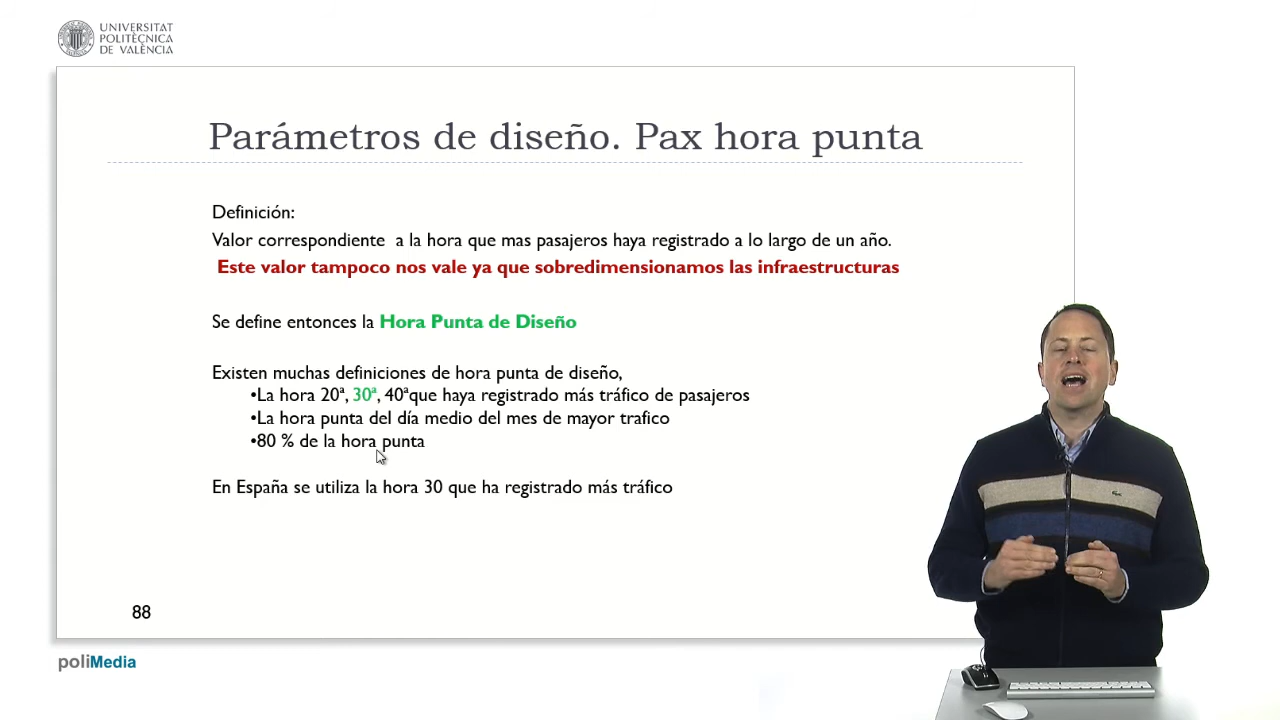 UNIVERSITAT
POLITÈCNICA
DE VALÈNCIA
Parámetros de diseño. Pax hora punta
Definición:
Valor correspondiente a la hora que mas pasajeros haya registrado a lo largo de un año.
Este valor tampoco nos vale ya que sobredimensionamos las infraestructuras
Se define entonces la Hora Punta de Diseño
Existen muchas definiciones de hora punta de diseño,
•La hora 20ª, 30ª, 40ªque haya registrado más tráfico de pasajeros
•La hora punta del día medio del mes de mayor trafico
•80 % de la hora punta
En España se utiliza la hora 30 que ha registrado más tráfico
88
poliMedia